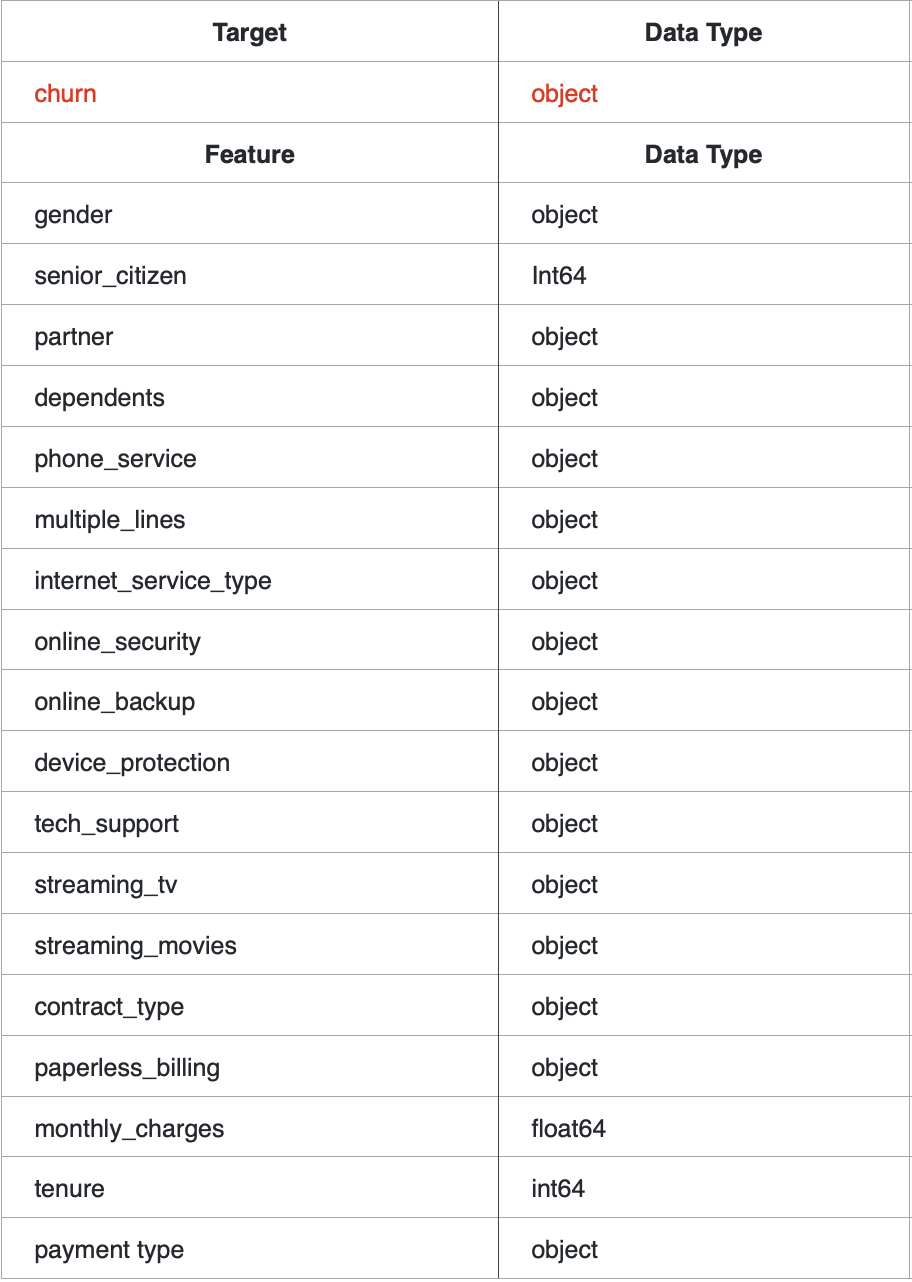 Target Data Type
churn object
Feature Data Type
gender object
senior_citizen Int64
partner object
dependents object
phone_service object
multiple_lines object
internet_service_type object
online_security object
online_backup object
device_protection object
tech_support object
streaming_tv object
streaming_movies object
contract_type object
paperless_billing object
monthly_charges float64
tenure int64
payment type object